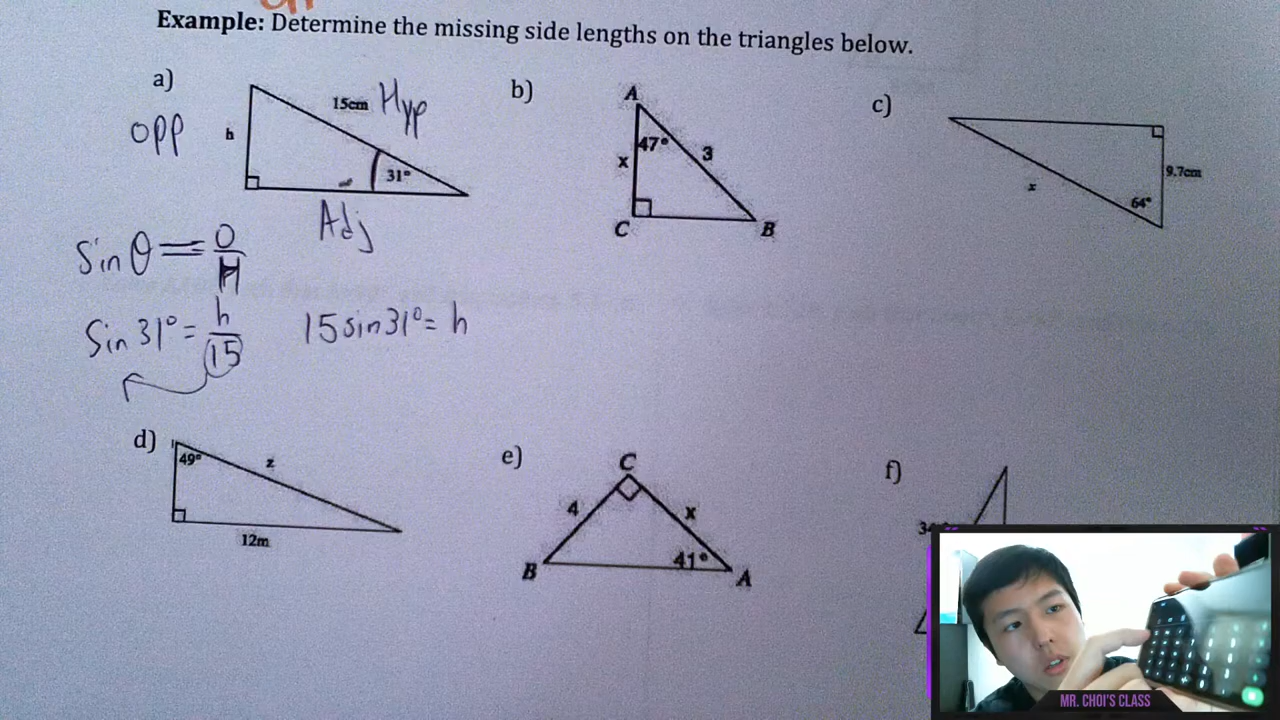 Example: Determine the missing side lengths on the triangles below.
a)
15cm Hyp
opp h
31°
Adj
b)
A
47°
x 3
C B
c)
9.7cm
x
64°
Sin θ = O/H
Sin 31° = h/15 15 sin 31° = h
d)
49° z
12m
e)
C
4 x
41°
B A
f)
MR. CHOI'S CLASS